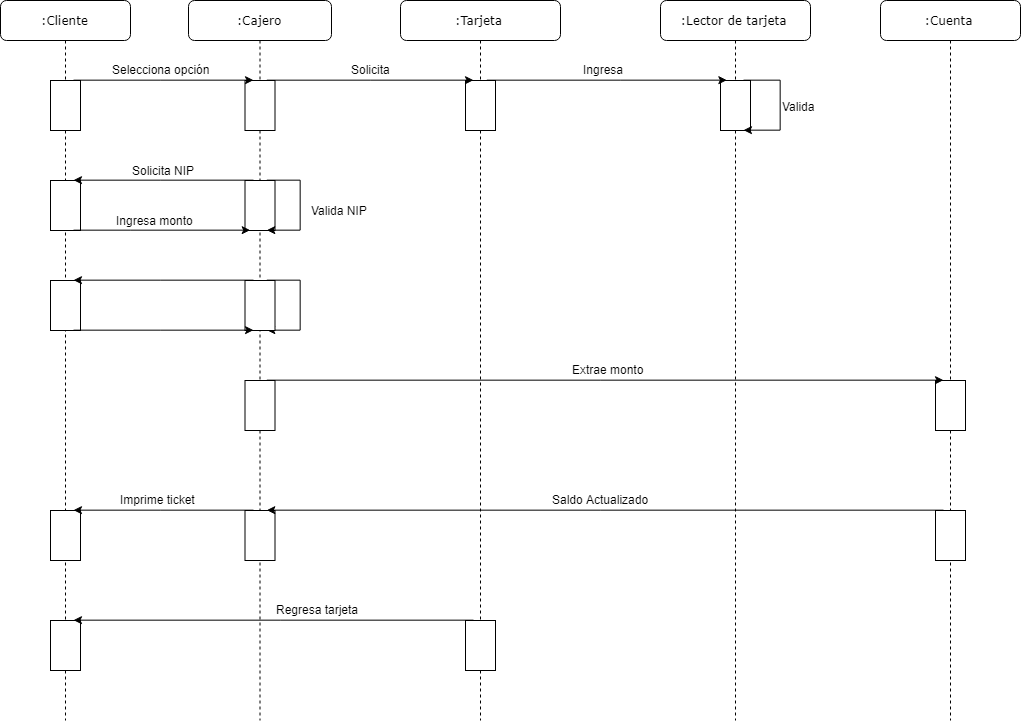 :Cliente
:Cajero
:Tarjeta
:Lector de tarjeta
:Cuenta
Selecciona opción
Solicita
Ingresa
Valida
Solicita NIP
Valida NIP
Ingresa monto
Extrae monto
Imprime ticket
Saldo Actualizado
Regresa tarjeta